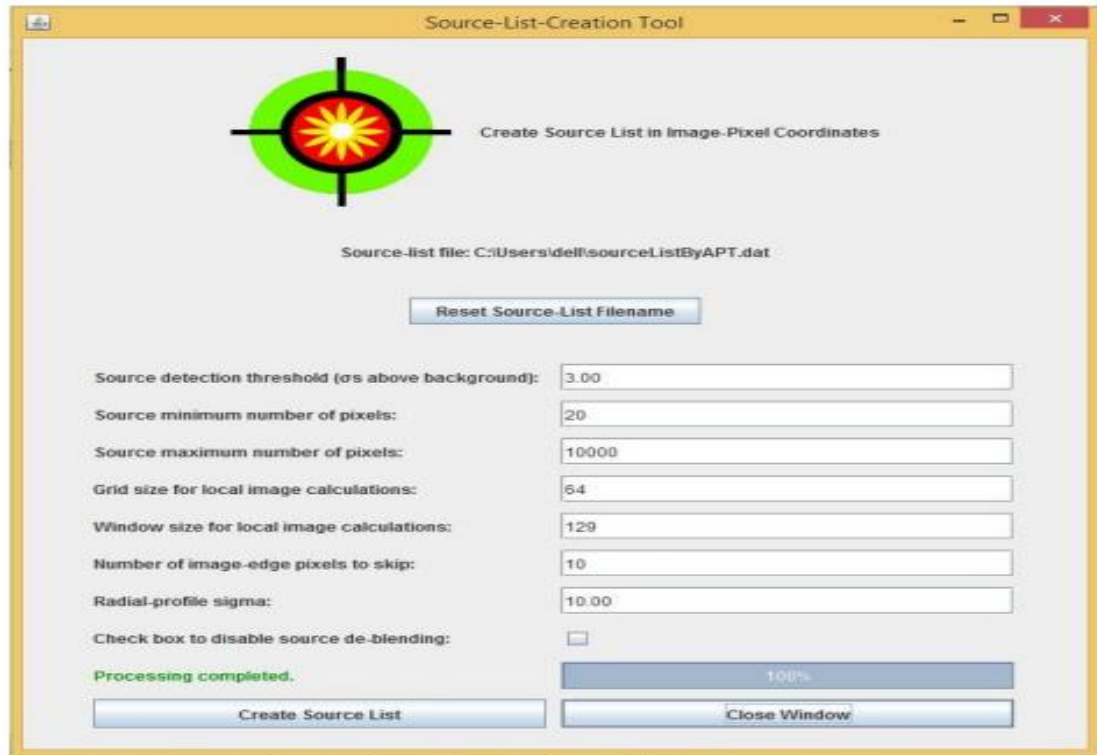 Source-List-Creation Tool
Create Source List in Image-Pixel Coordinates
Source-list file: C:\Users\dell\sourceListByAPT.dat
Reset Source-List Filename
Source detection threshold (σs above background): 3.00
Source minimum number of pixels: 20
Source maximum number of pixels: 10000
Grid size for local image calculations: 64
Window size for local image calculations: 129
Number of image-edge pixels to skip: 10
Radial-profile sigma: 10.00
Check box to disable source de-blending:
Processing completed. 100%
Create Source List Close Window